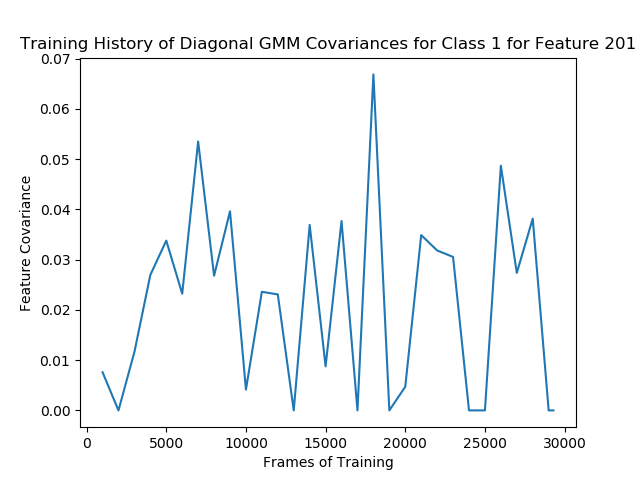 Training History of Diagonal GMM Covariances for Class 1 for Feature 201
0.07
0.06
0.05
0.04
0.03
0.02
0.01
0.00
Feature Covariance
0 5000 10000 15000 20000 25000 30000
Frames of Training